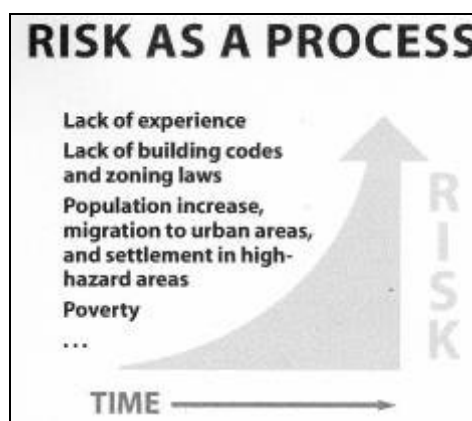 RISK AS A PROCESS
Lack of experience
Lack of building codes
and zoning laws
Population increase,
migration to urban areas,
and settlement in high-
hazard areas
Poverty
...
RISK
TIME